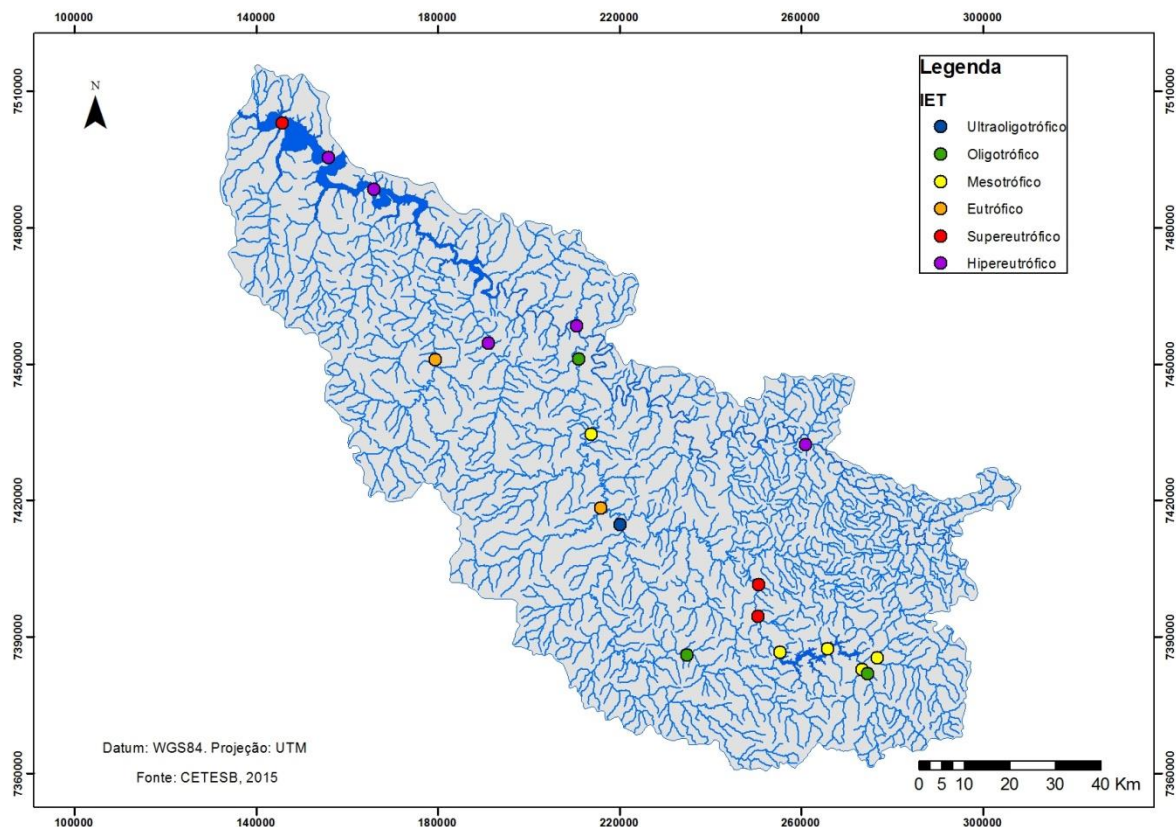 100000 140000 180000 220000 260000 300000
7510000 7510000
N
Legenda
IET
Ultraoligotrófico
Oligotrófico
Mesotrófico
Eutrófico
Supereutrófico
Hipereutrófico
7480000 7480000
7450000 7450000
7420000 7420000
7390000 7390000
Datum: WGS84. Projeção: UTM
Fonte: CETESB, 2015
0 5 10 20 30 40 Km
7360000 7360000
100000 140000 180000 220000 260000 300000